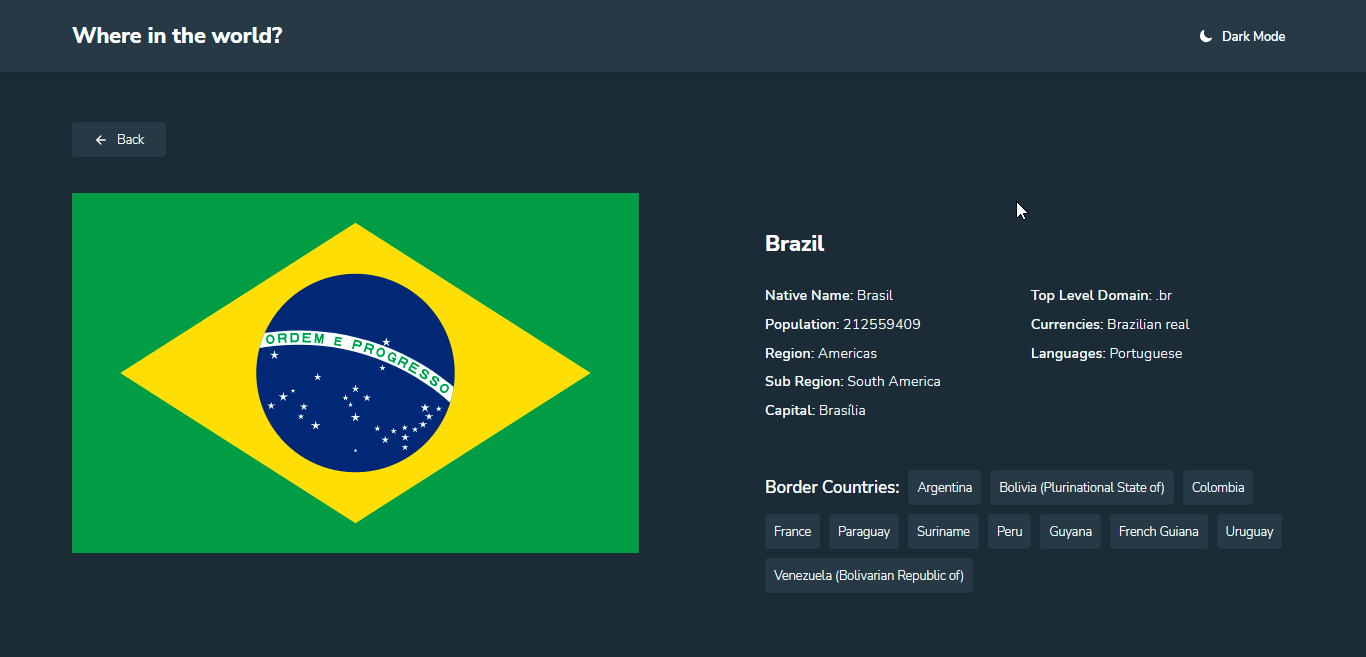 Where in the world?
Dark Mode
Back
ORDEM E PROGRESSO
Brazil
Native Name: Brasil
Population: 212559409
Region: Americas
Sub Region: South America
Capital: Brasília
Top Level Domain: .br
Currencies: Brazilian real
Languages: Portuguese
Border Countries: Argentina Bolivia (Plurinational State of) Colombia
France Paraguay Suriname Peru Guyana French Guiana Uruguay
Venezuela (Bolivarian Republic of)